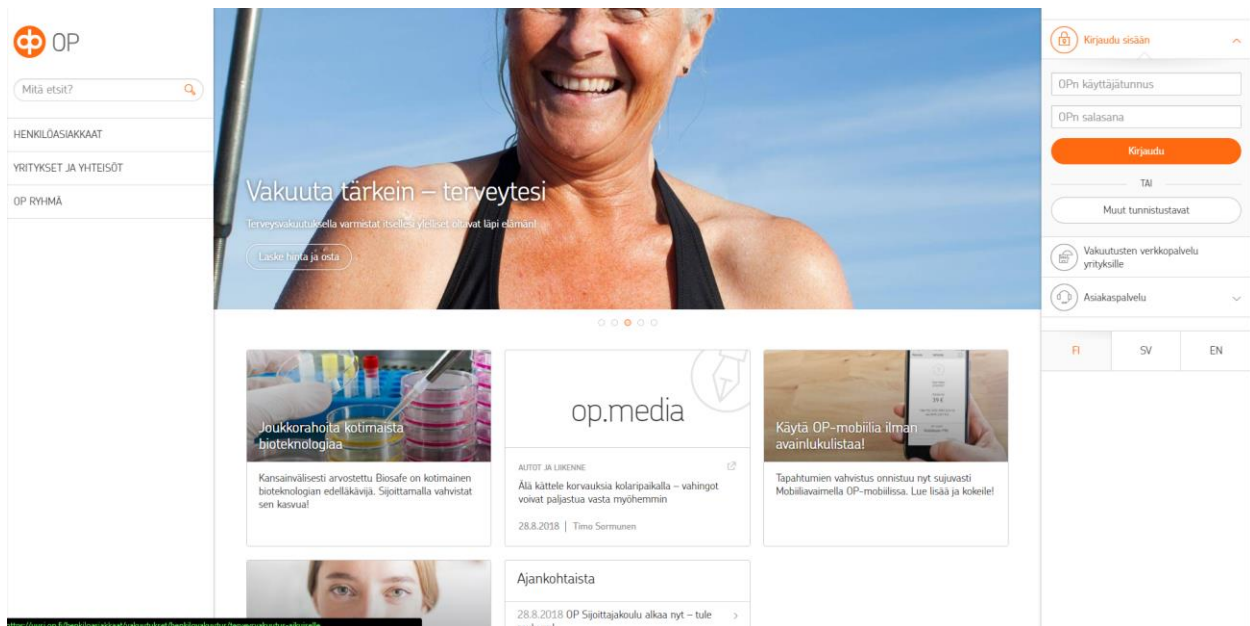 OP
Mitä etsit?
HENKILÖASIAKKAAT
YRITYKSET JA YHTEISÖT
OP RYHMÄ
Vakuuta tärkein – terveytesi
Terveysvakuutuksella varmistat itsellesi yleiset oltavat läpi elämän!
Laske hinta ja osta
Joukkorahoita kotimaista
bioteknologiaa
Kansainvälisesti arvostettu Biosafe on kotimainen
bioteknologian edelläkävijä. Sijoittamalla vahvistat
sen kasvua!
op.media
AUTOT JA LIIKENNE
Älä kättele korvauksia kolaripaikalla – vahingot
voivat paljastua vasta myöhemmin
28.8.2018 | Timo Sormunen
Käytä OP-mobiilia ilman
avainlukulistaa!
Tapahtumien vahvistus onnistuu nyt sujuvasti
Mobiiliavaimella OP-mobiilissa. Lue lisää ja kokeile!
Ajankohtaista
28.8.2018 OP Sijoittajakoulu alkaa nyt – tule
Kirjaudu sisään
OPn käyttäjätunnus
OPn salasana
Kirjaudu
TAI
Muut tunnistustavat
Vakuutusten verkkopalvelu
yrityksille
Asiakaspalvelu
FI SV EN